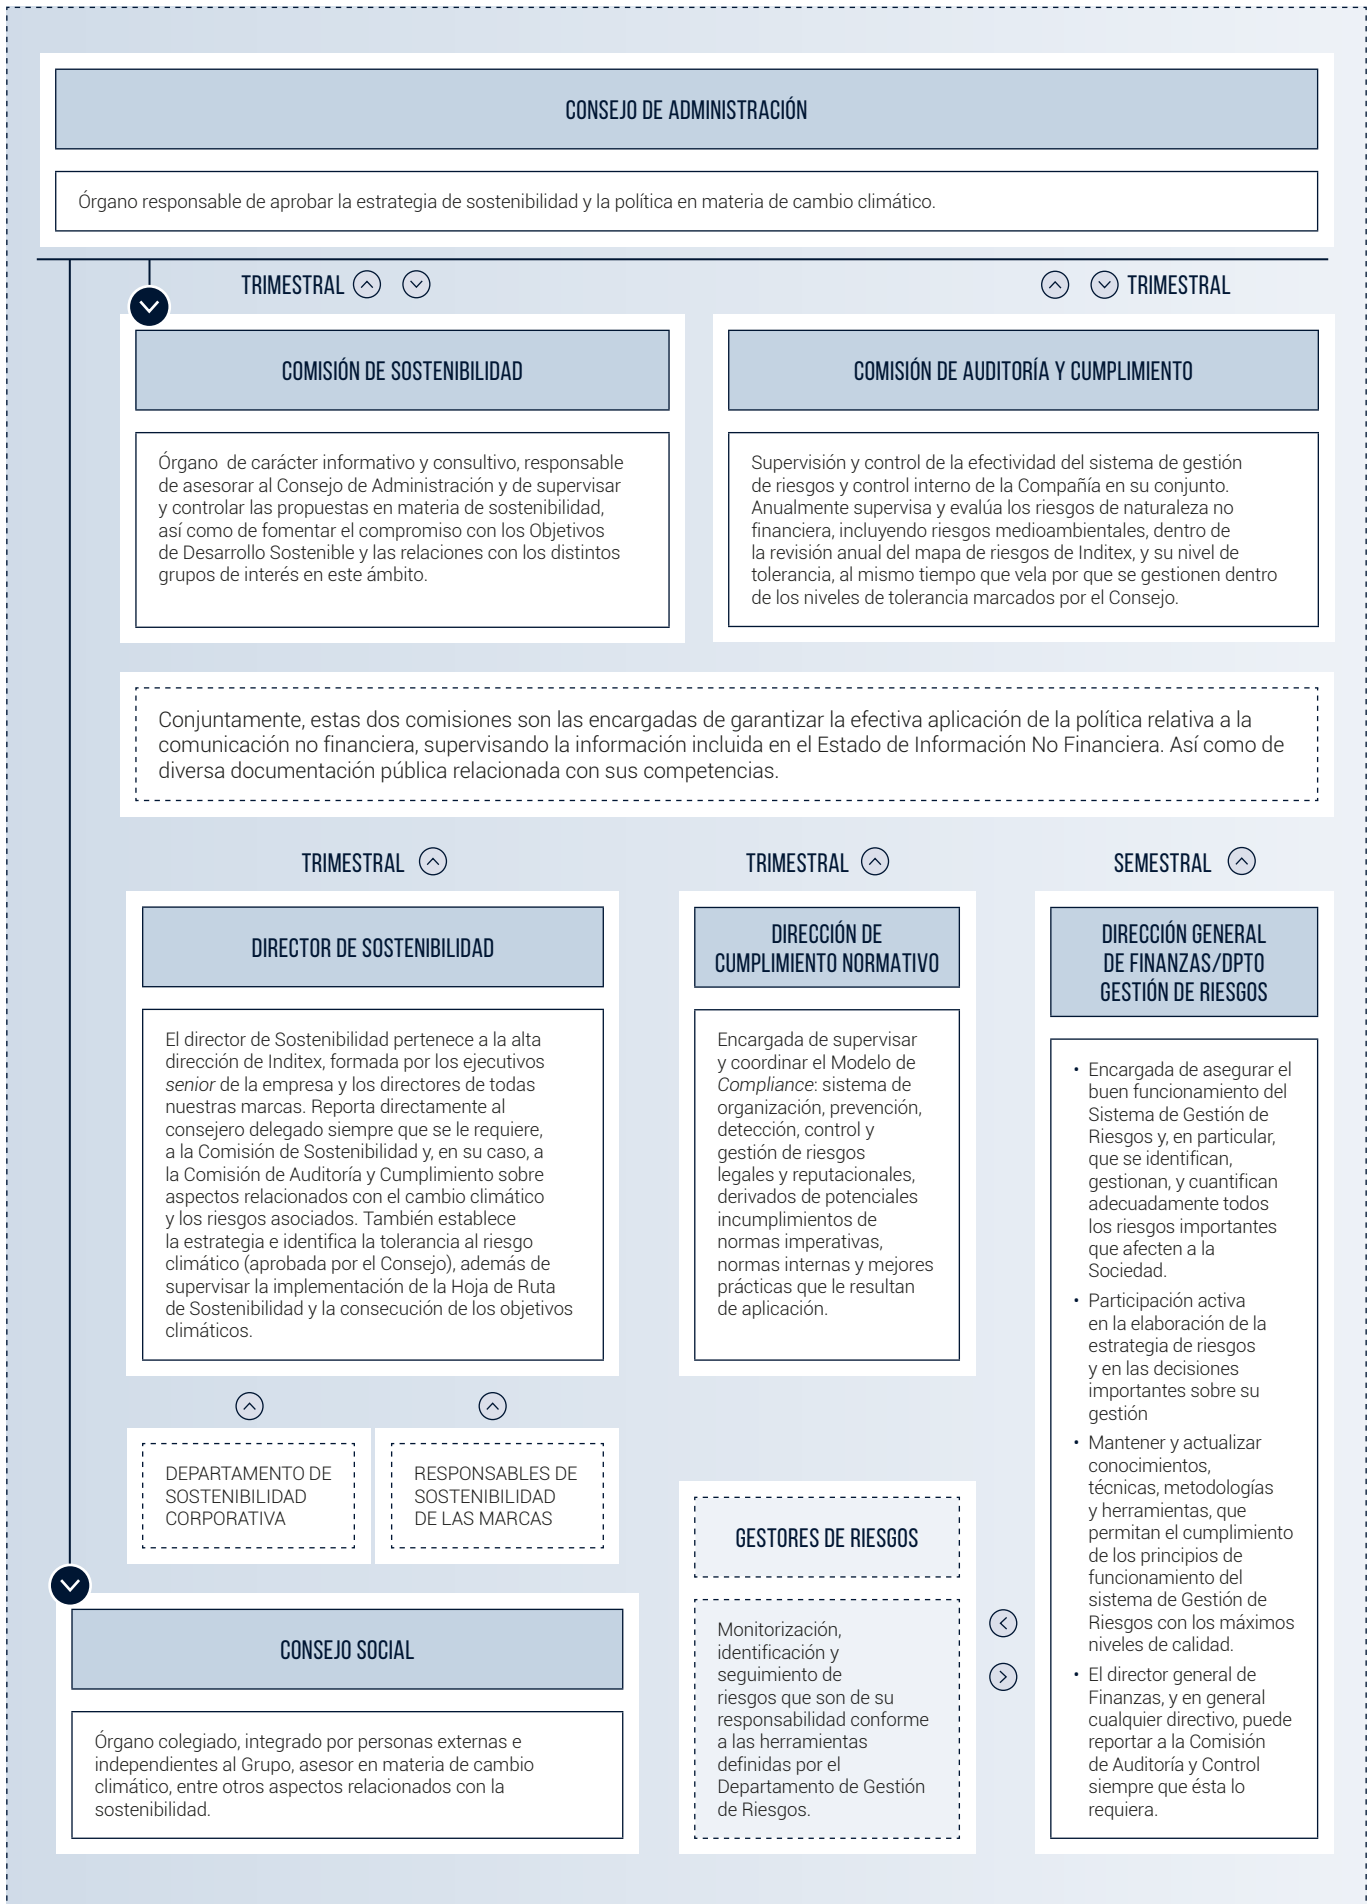 CONSEJO DE ADMINISTRACIÓN
Órgano responsable de aprobar la estrategia de sostenibilidad y la política en materia de cambio climático.
TRIMESTRAL
TRIMESTRAL
COMISIÓN DE SOSTENIBILIDAD
Órgano de carácter informativo y consultivo, responsable
de asesorar al Consejo de Administración y de supervisar
y controlar las propuestas en materia de sostenibilidad,
así como de fomentar el compromiso con los Objetivos
de Desarrollo Sostenible y las relaciones con los distintos
grupos de interés en este ámbito.
COMISIÓN DE AUDITORÍA Y CUMPLIMIENTO
Supervisión y control de la efectividad del sistema de gestión
de riesgos y control interno de la Compañía en su conjunto.
Anualmente supervisa y evalúa los riesgos de naturaleza no
financiera, incluyendo riesgos medioambientales, dentro de
la revisión anual del mapa de riesgos de Inditex, y su nivel de
tolerancia, al mismo tiempo que vela por que se gestionen dentro
de los niveles de tolerancia marcados por el Consejo.
Conjuntamente, estas dos comisiones son las encargadas de garantizar la efectiva aplicación de la política relativa a la
comunicación no financiera, supervisando la información incluida en el Estado de Información No Financiera. Así como de
diversa documentación pública relacionada con sus competencias.
TRIMESTRAL
DIRECTOR DE SOSTENIBILIDAD
El director de Sostenibilidad pertenece a la alta
dirección de Inditex, formada por los ejecutivos
senior de la empresa y los directores de todas
nuestras marcas. Reporta directamente al
consejero delegado siempre que se le requiere,
a la Comisión de Sostenibilidad y, en su caso, a
la Comisión de Auditoría y Cumplimiento sobre
aspectos relacionados con el cambio climático
y los riesgos asociados. También establece
la estrategia e identifica la tolerancia al riesgo
climático (aprobada por el Consejo), además de
supervisar la implementación de la Hoja de Ruta
de Sostenibilidad y la consecución de los objetivos
climáticos.
DEPARTAMENTO DE
SOSTENIBILIDAD
CORPORATIVA
RESPONSABLES DE
SOSTENIBILIDAD
DE LAS MARCAS
CONSEJO SOCIAL
Órgano colegiado, integrado por personas externas e
independientes al Grupo, asesor en materia de cambio
climático, entre otros aspectos relacionados con la
sostenibilidad.
TRIMESTRAL
DIRECCIÓN DE
CUMPLIMIENTO NORMATIVO
Encargada de supervisar
y coordinar el Modelo de
Compliance: sistema de
organización, prevención,
detección, control y
gestión de riesgos
legales y reputacionales,
derivados de potenciales
incumplimientos de
normas imperativas,
normas internas y mejores
prácticas que le resultan
de aplicación.
GESTORES DE RIESGOS
Monitorización,
identificación y
seguimiento de
riesgos que son de su
responsabilidad conforme
a las herramientas
definidas por el
Departamento de Gestión
de Riesgos.
SEMESTRAL
DIRECCIÓN GENERAL
DE FINANZAS/DPTO
GESTIÓN DE RIESGOS
• Encargada de asegurar el
buen funcionamiento del
Sistema de Gestión de
Riesgos y, en particular,
que se identifican,
gestionan, y cuantifican
adecuadamente todos
los riesgos importantes
que afecten a la
Sociedad.
• Participación activa
en la elaboración de la
estrategia de riesgos
y en las decisiones
importantes sobre su
gestión
• Mantener y actualizar
conocimientos,
técnicas, metodologías
y herramientas, que
permitan el cumplimiento
de los principios de
funcionamiento del
sistema de Gestión de
Riesgos con los máximos
niveles de calidad.
• El director general de
Finanzas, y en general
cualquier directivo, puede
reportar a la Comisión
de Auditoría y Control
siempre que ésta lo
requiera.